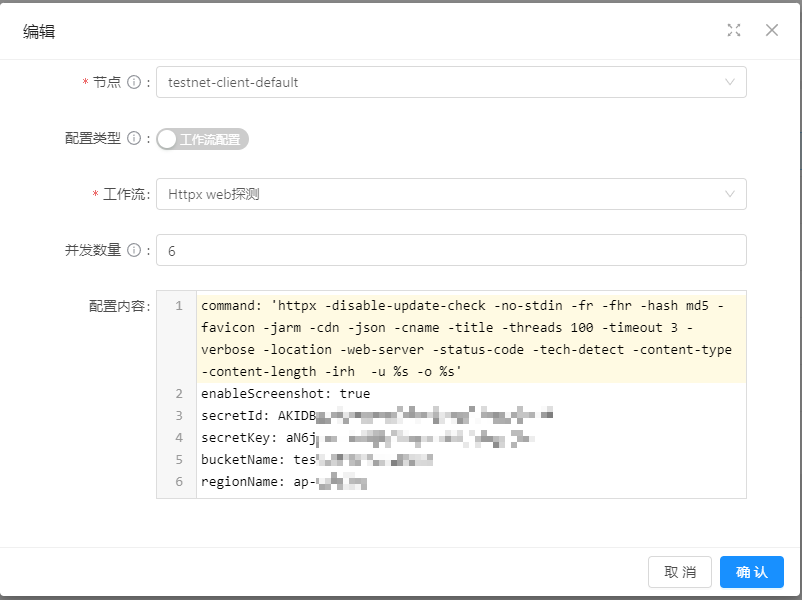 编辑
* 节点 :
testnet-client-default
配置类型 :
工作流配置
* 工作流:
Httpx web探测
并发数量 :
6
配置内容:
1 command: 'httpx -disable-update-check -no-stdin -fr -fhr -hash md5 -
favicon -jarm -cdn -json -cname -title -threads 100 -timeout 3 -
verbose -location -web-server -status-code -tech-detect -content-type
-content-length -irh  -u %s -o %s'
2 enableScreenshot: true
3 secretId: AKIDB
4 secretKey: aN6j
5 bucketName: tes
6 regionName: ap-
取 消
确 认